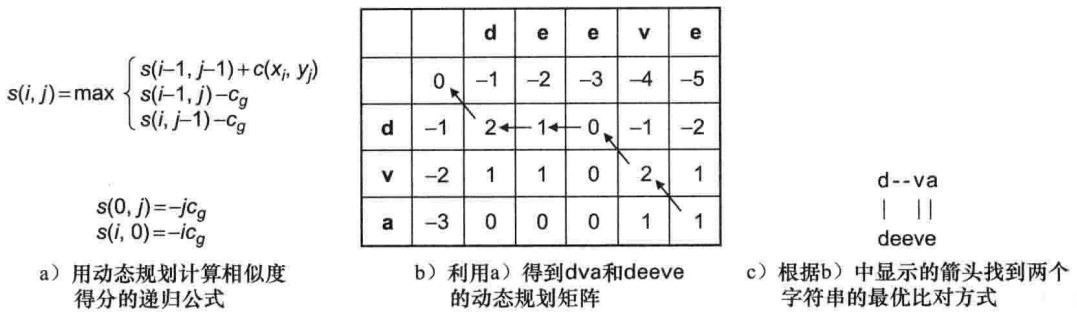 s(i, j)=max { s(i–1, j–1)+c(xᵢ, yⱼ)
s(i–1, j)–c_g
s(i, j–1)–c_g
s(0, j)=–jc_g
s(i, 0)=–ic_g
a）用动态规划计算相似度
得分的递归公式
d e e v e
0 –1 –2 –3 –4 –5
d –1 2 1 0 –1 –2
v –2 1 1 0 2 1
a –3 0 0 0 1 1
b）利用a）得到dva和deeve
的动态规划矩阵
d--va
| ||
deeve
c）根据b）中显示的箭头找到两个
字符串的最优比对方式